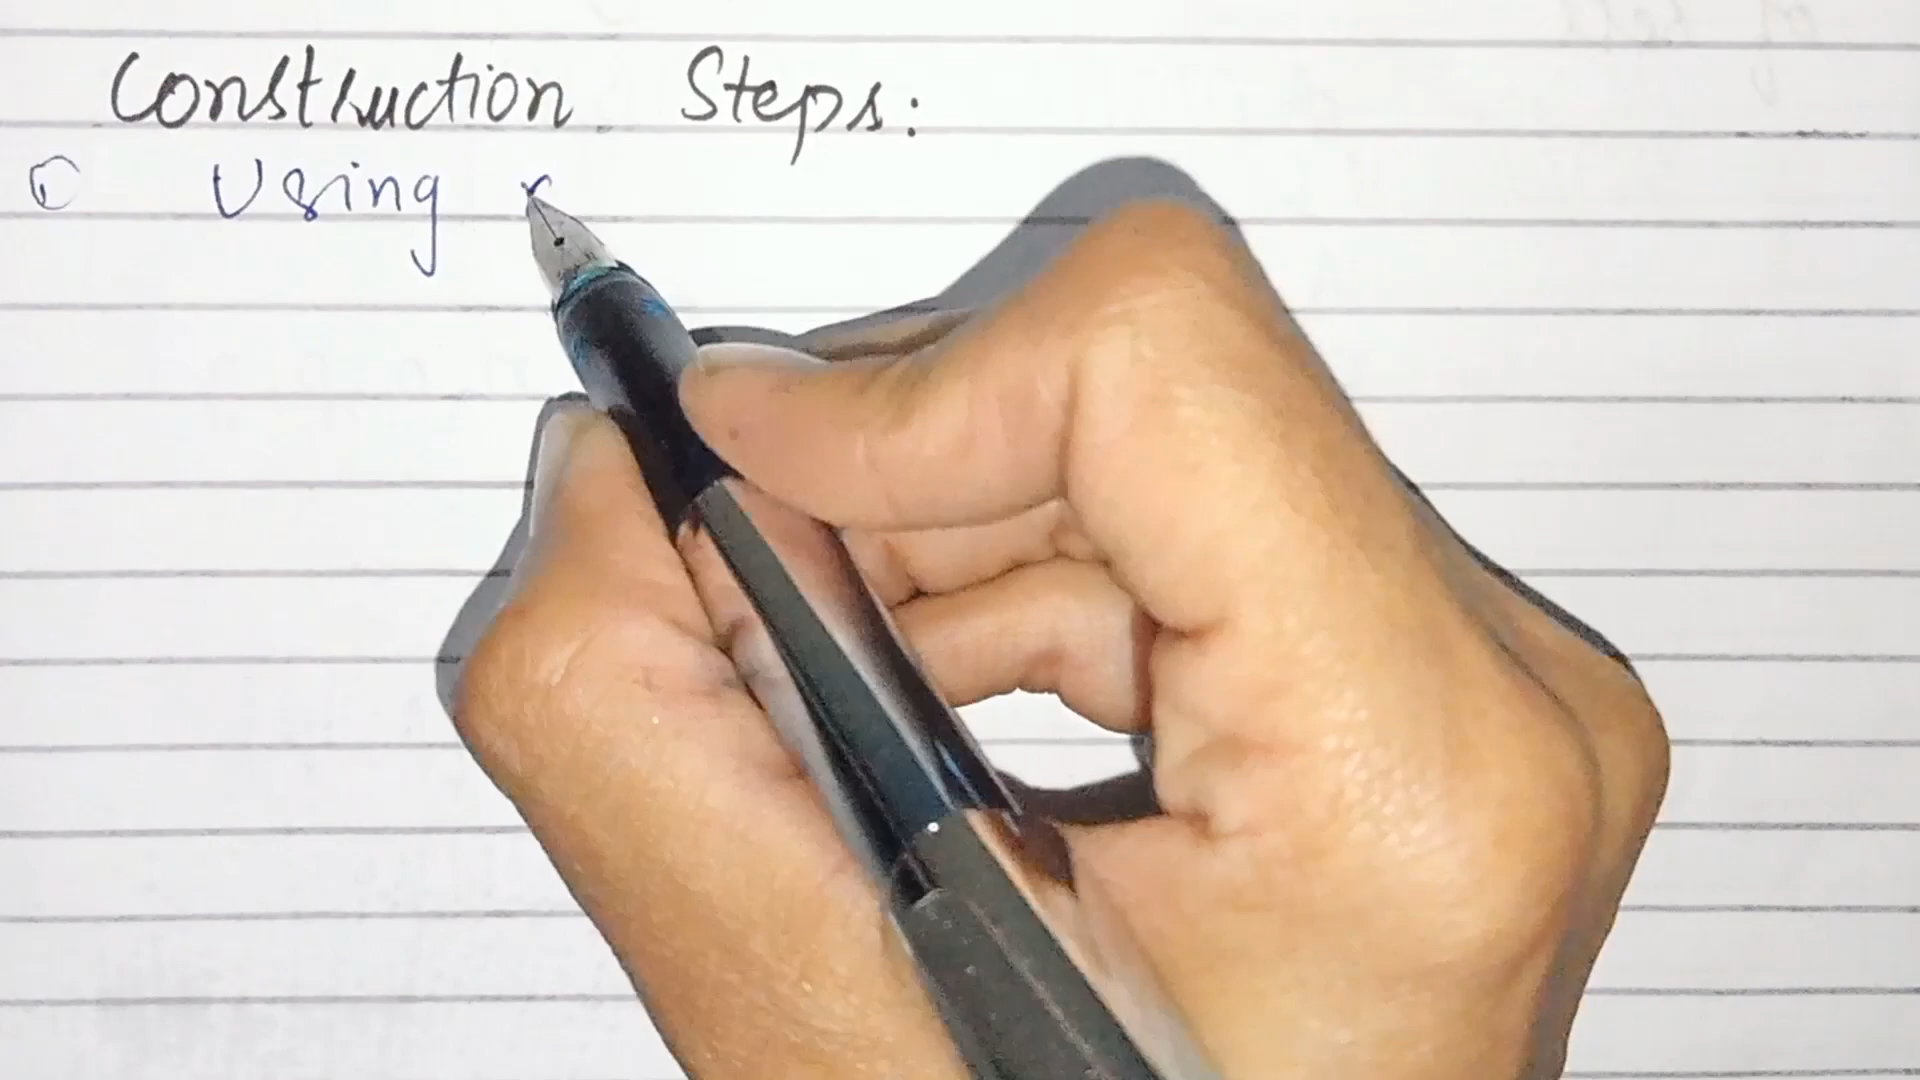 Construction Steps:
① Using r